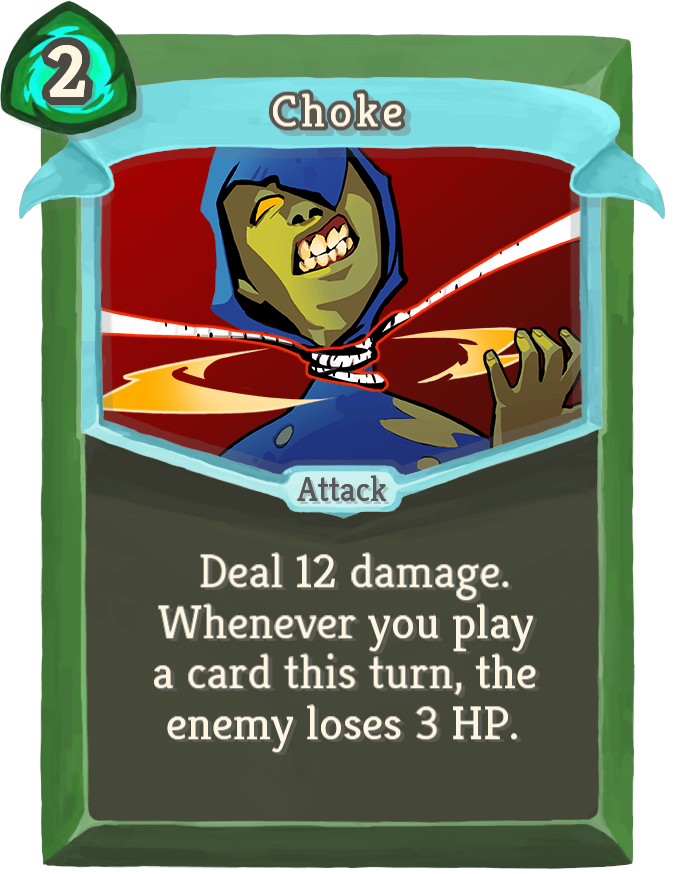 2
Choke
Attack
Deal 12 damage.
Whenever you play
a card this turn, the
enemy loses 3 HP.